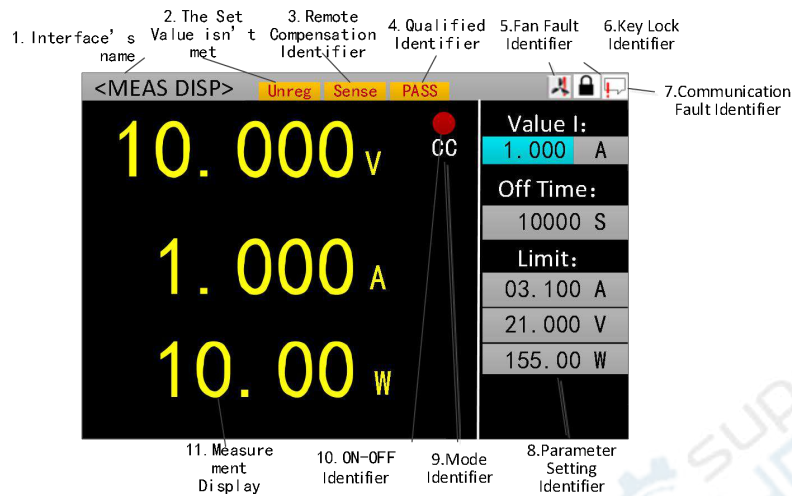 1. Interface's name
2. The Set Value isn't met
3. Remote Compensation Identifier
4. Qualified Identifier
5.Fan Fault Identifier
6.Key Lock Identifier
7.Communication Fault Identifier
<MEAS DISP> Unreg Sense PASS
10.000 V
CC
1.000 A
10.00 W
Value I:
1.000 A
Off Time:
10000 S
Limit:
03.100 A
21.000 V
155.00 W
11. Measure ment Display
10. ON-OFF Identifier
9.Mode Identifier
8.Parameter Setting Identifier